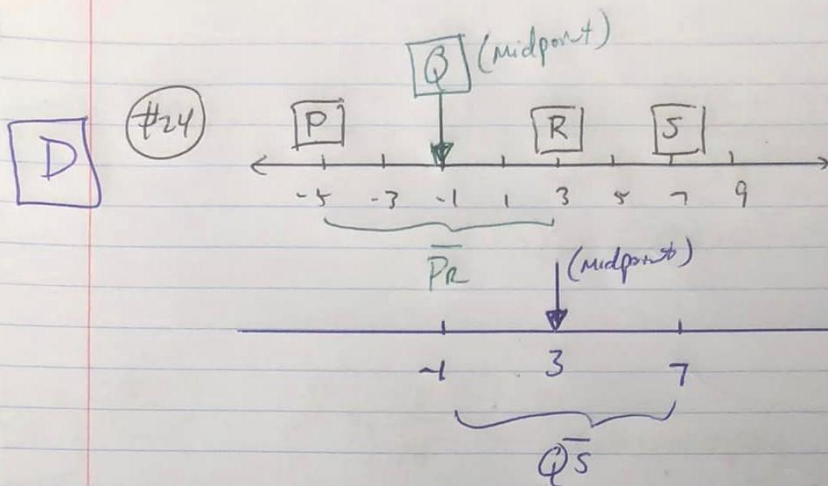 Q (midpoint)
D #24 P R S
-5 -3 -1 1 3 5 7 9
PR (midpoint)
-1 3 7
QS